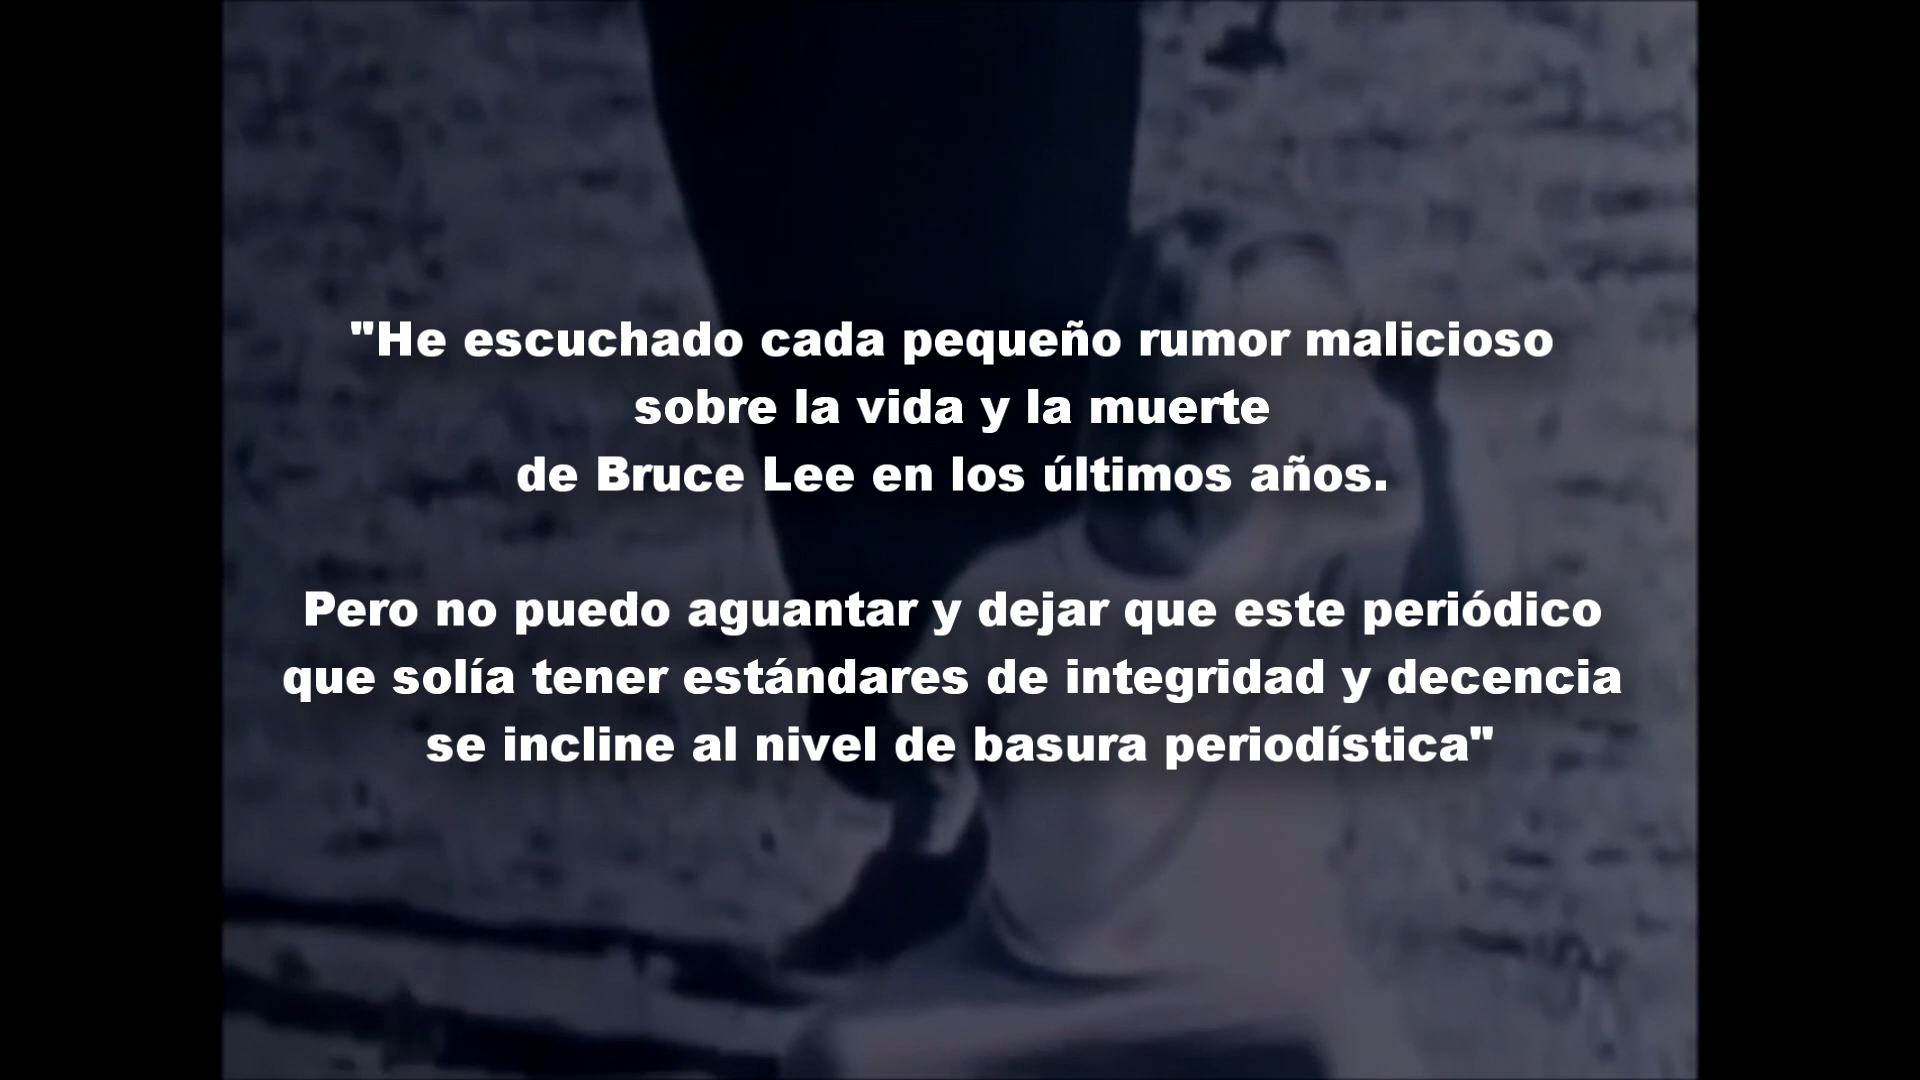 "He escuchado cada pequeño rumor malicioso
sobre la vida y la muerte
de Bruce Lee en los últimos años.
Pero no puedo aguantar y dejar que este periódico
que solía tener estándares de integridad y decencia
se incline al nivel de basura periodística"